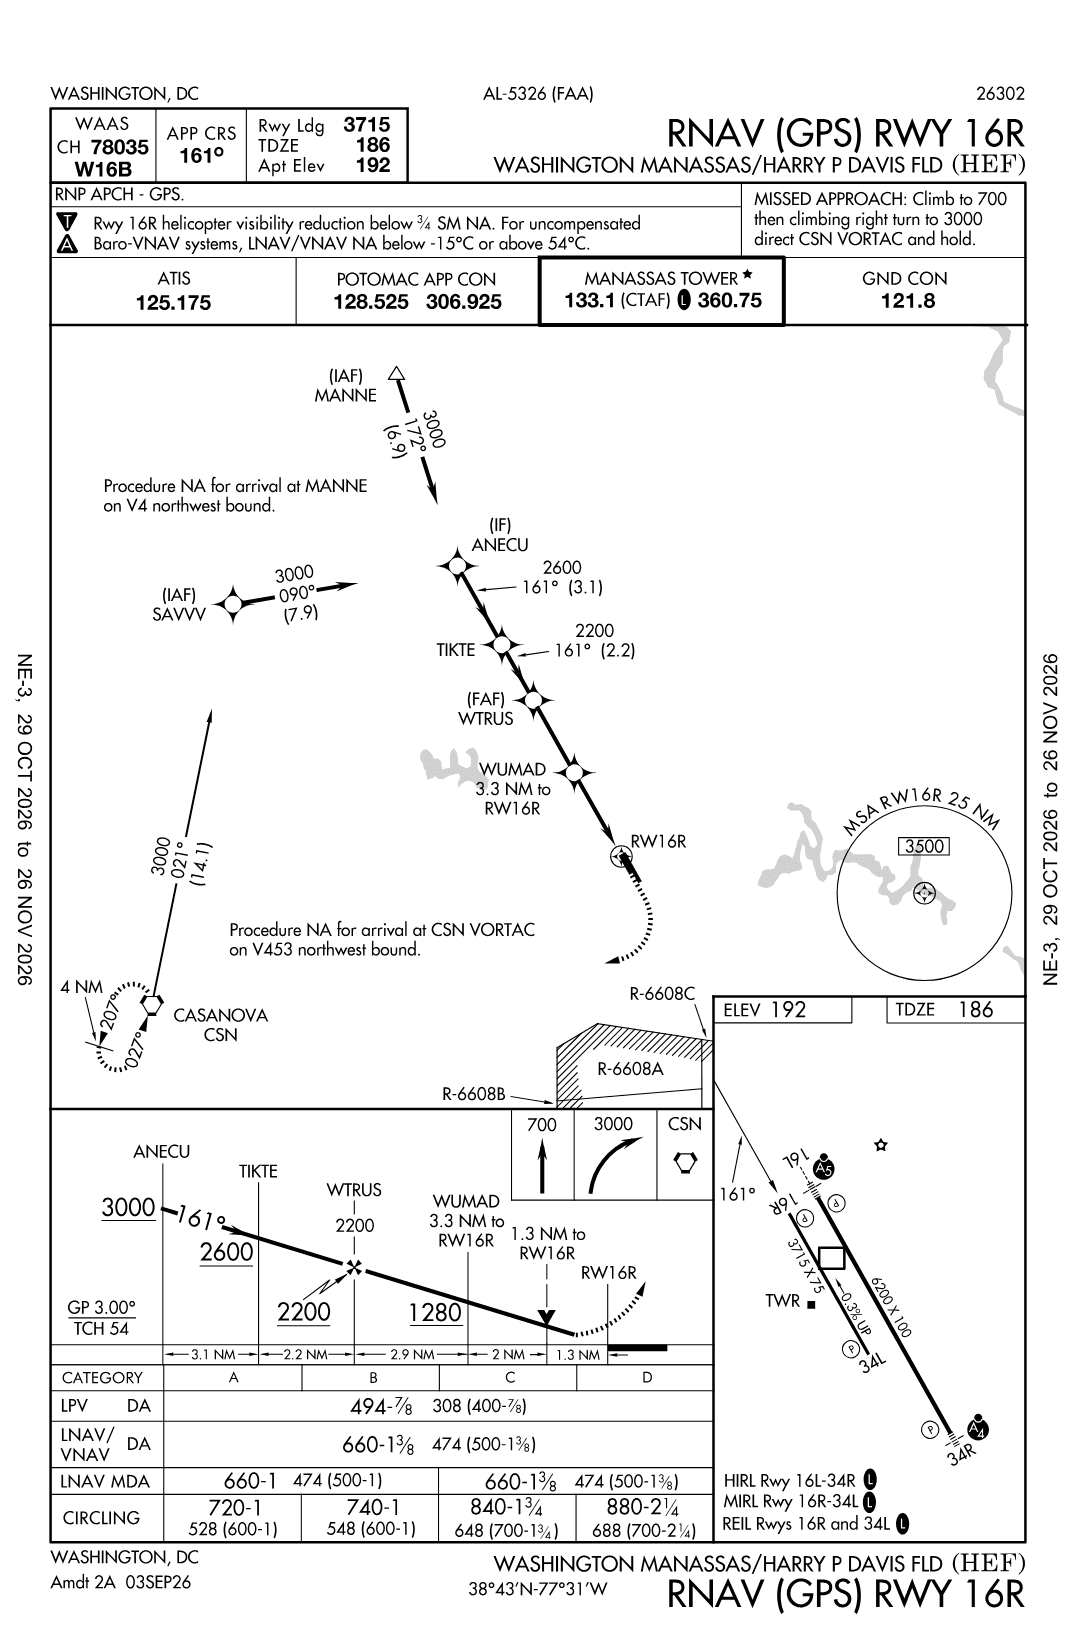 WASHINGTON, DC
AL-5326 (FAA)
26302
WAAS
CH 78035
W16B
APP CRS
161°
Rwy Ldg 3715
TDZE 186
Apt Elev 192
RNAV (GPS) RWY 16R
WASHINGTON MANASSAS/HARRY P DAVIS FLD (HEF)
RNP APCH - GPS.
T
A
Rwy 16R helicopter visibility reduction below ¾ SM NA. For uncompensated
Baro-VNAV systems, LNAV/VNAV NA below -15°C or above 54°C.
MISSED APPROACH: Climb to 700
then climbing right turn to 3000
direct CSN VORTAC and hold.
ATIS
125.175
POTOMAC APP CON
128.525 306.925
MANASSAS TOWER★
133.1 (CTAF) L 360.75
GND CON
121.8
(IAF)
MANNE
3000
172°
(6.9)
Procedure NA for arrival at MANNE
on V4 northwest bound.
(IF)
ANECU
2600
161° (3.1)
(IAF)
SAVVV
3000
090°
(7.9)
TIKTE
2200
161° (2.2)
(FAF)
WTRUS
WUMAD
3.3 NM to
RW16R
RW16R
MSA RW16R 25 NM
3500
3000
021°
(14.1)
Procedure NA for arrival at CSN VORTAC
on V453 northwest bound.
4 NM
207°
027°
CASANOVA
CSN
R-6608C
R-6608A
R-6608B
NE-3, 29 OCT 2026 to 26 NOV 2026
NE-3, 29 OCT 2026 to 26 NOV 2026
ELEV 192
TDZE 186
161°
16L
A5
P
16R
P
3715 X 75
6200 X 100
TWR
0.3% UP
P
34L
P
A4
34R
HIRL Rwy 16L-34R L
MIRL Rwy 16R-34L L
REIL Rwys 16R and 34L L
700
3000
CSN
ANECU
TIKTE
WTRUS
2200
WUMAD
3.3 NM to
RW16R
1.3 NM to
RW16R
RW16R
3000
161°
2600
2200
1280
GP 3.00°
TCH 54
3.1 NM
2.2 NM
2.9 NM
2 NM
1.3 NM
CATEGORY A B C D
LPV DA 494-⅞ 308 (400-⅞)
LNAV/
VNAV DA 660-1⅜ 474 (500-1⅜)
LNAV MDA 660-1 474 (500-1) 660-1⅜ 474 (500-1⅜)
CIRCLING
720-1
528 (600-1)
740-1
548 (600-1)
840-1¾
648 (700-1¾)
880-2¼
688 (700-2¼)
WASHINGTON, DC
Amdt 2A 03SEP26
38°43'N-77°31'W
WASHINGTON MANASSAS/HARRY P DAVIS FLD (HEF)
RNAV (GPS) RWY 16R